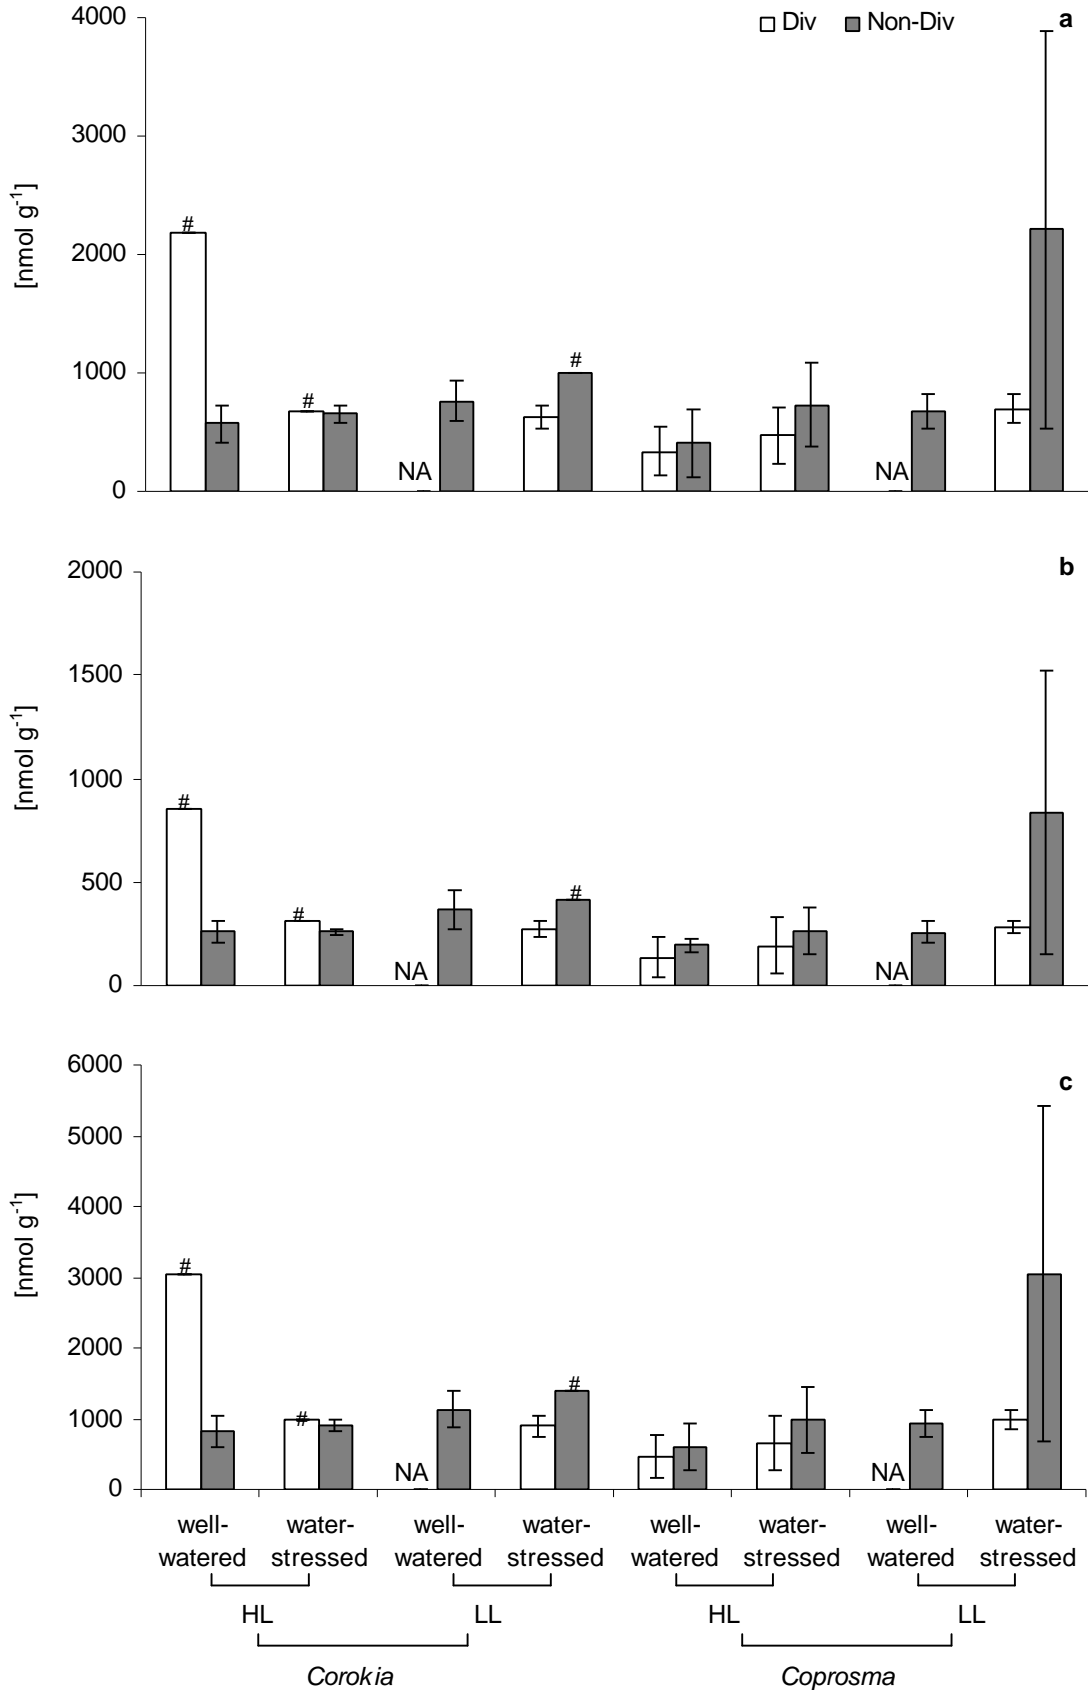 4000
Div Non-Div a
3000
[nmol g-1]
#
2000
#
1000
#
NA
NA
0
2000
b
1500
[nmol g-1]
1000
#
500
#
#
NA
NA
0
6000
c
5000
4000
[nmol g-1]
#
3000
2000
#
#
1000
NA
NA
0
well- water- well- water- well- water- well- water-
watered stressed watered stressed watered stressed watered stressed
HL LL HL LL
Corokia Coprosma